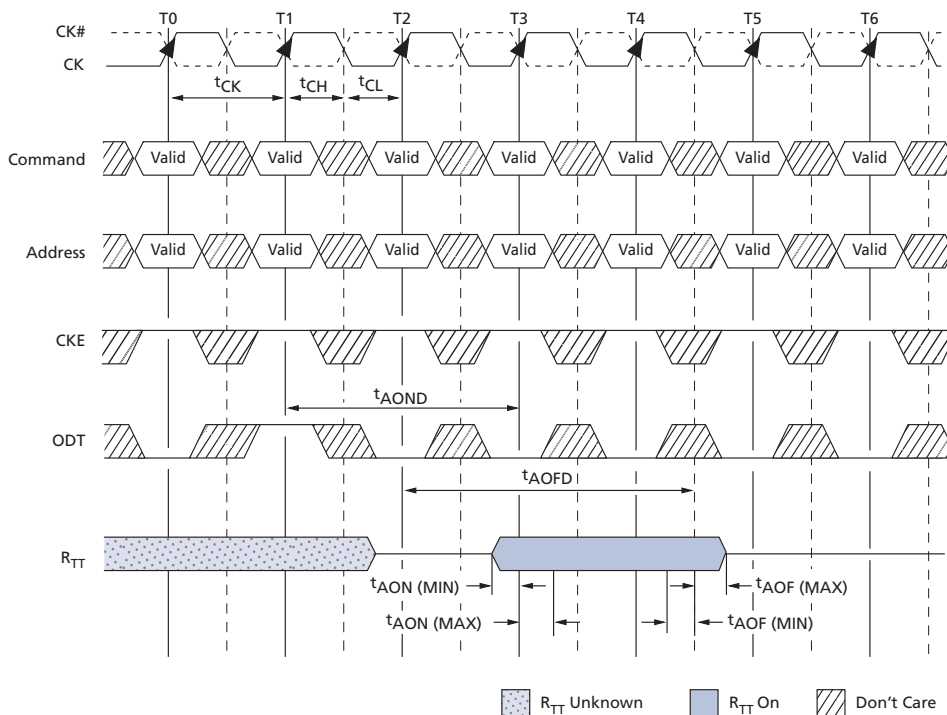 T0 T1 T2 T3 T4 T5 T6
CK#
CK
tCK tCH tCL
Command Valid Valid Valid Valid Valid Valid Valid
Address Valid Valid Valid Valid Valid Valid Valid
CKE
tAOND
ODT
tAOFD
RTT
tAON (MIN) tAOF (MAX)
tAON (MAX) tAOF (MIN)
RTT Unknown RTT On Don't Care